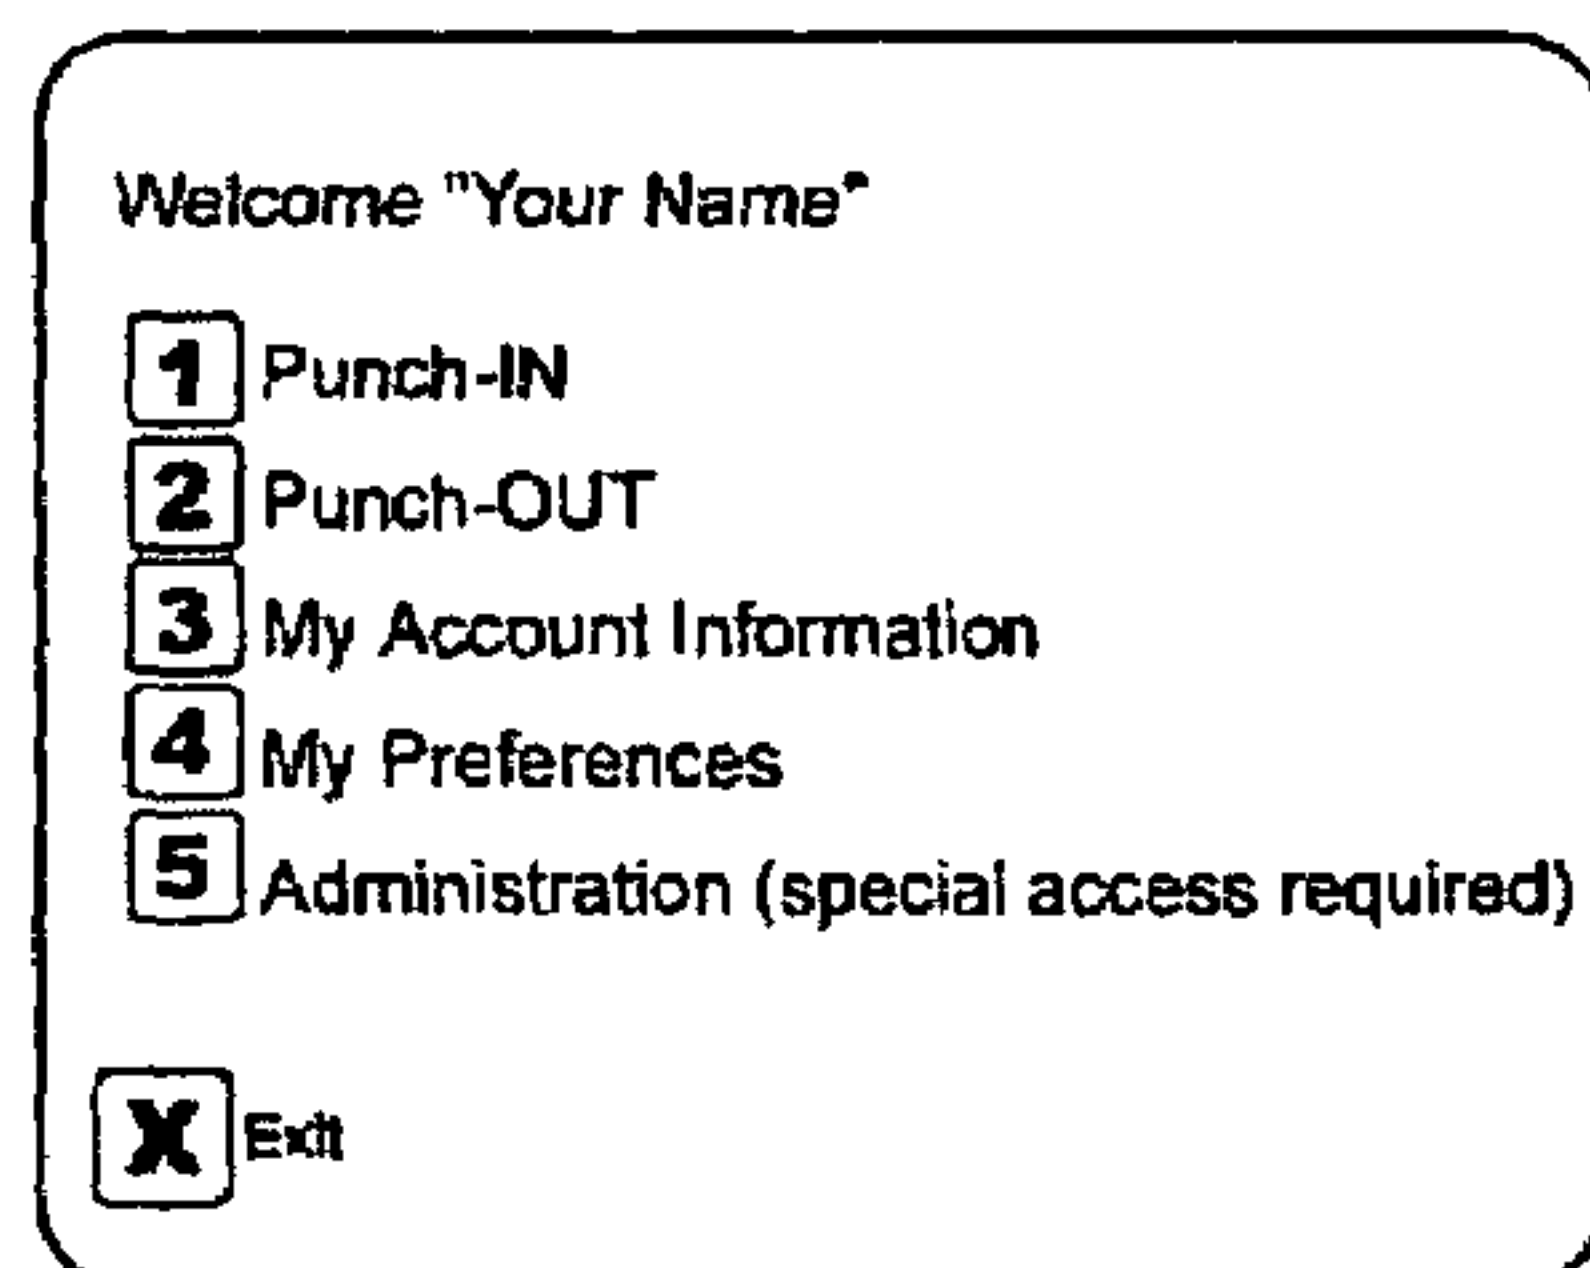 Welcome "Your Name"
1 Punch-IN
2 Punch-OUT
3 My Account Information
4 My Preferences
5 Administration (special access required)
X Exit